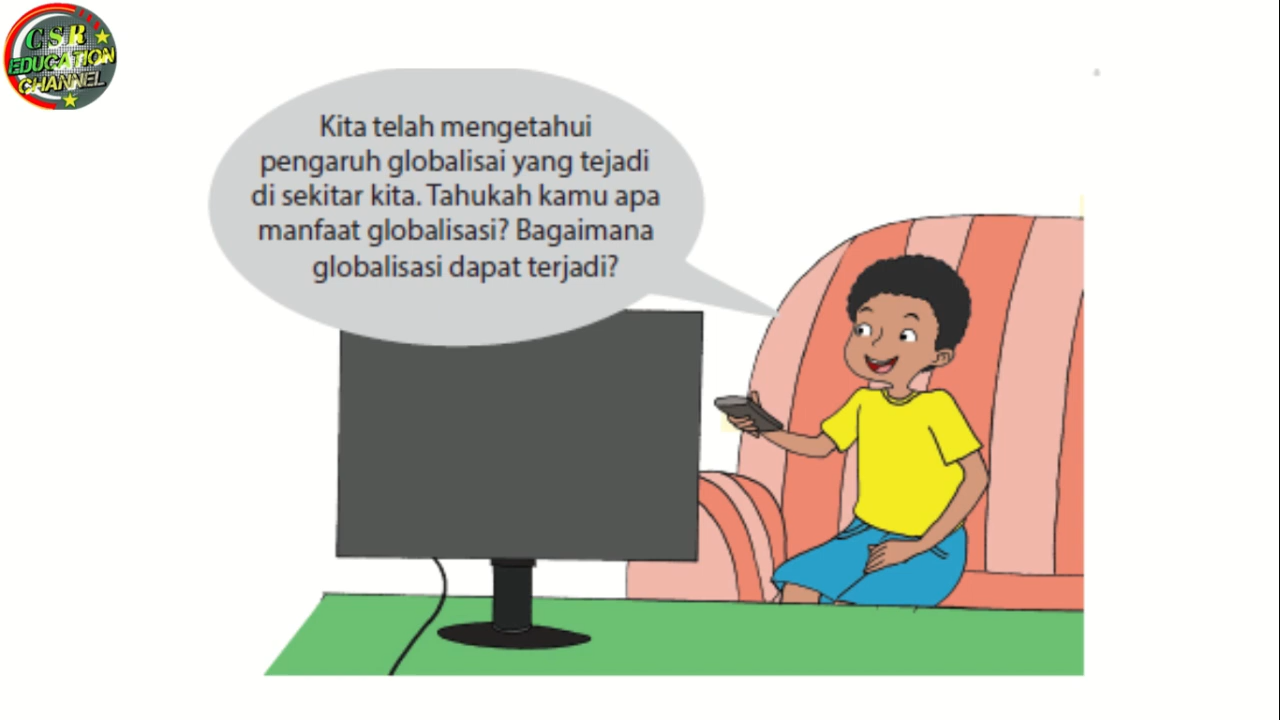 CSR
EDUCATION
CHANNEL
Kita telah mengetahui
pengaruh globalisai yang tejadi
di sekitar kita. Tahukah kamu apa
manfaat globalisasi? Bagaimana
globalisasi dapat terjadi?